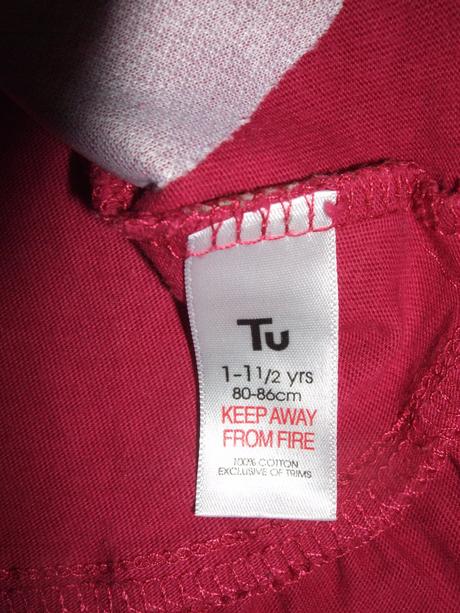 Tu
1-1 1/2 yrs
80-86cm
KEEP AWAY
FROM FIRE
100% COTTON
EXCLUSIVE OF TRIMS